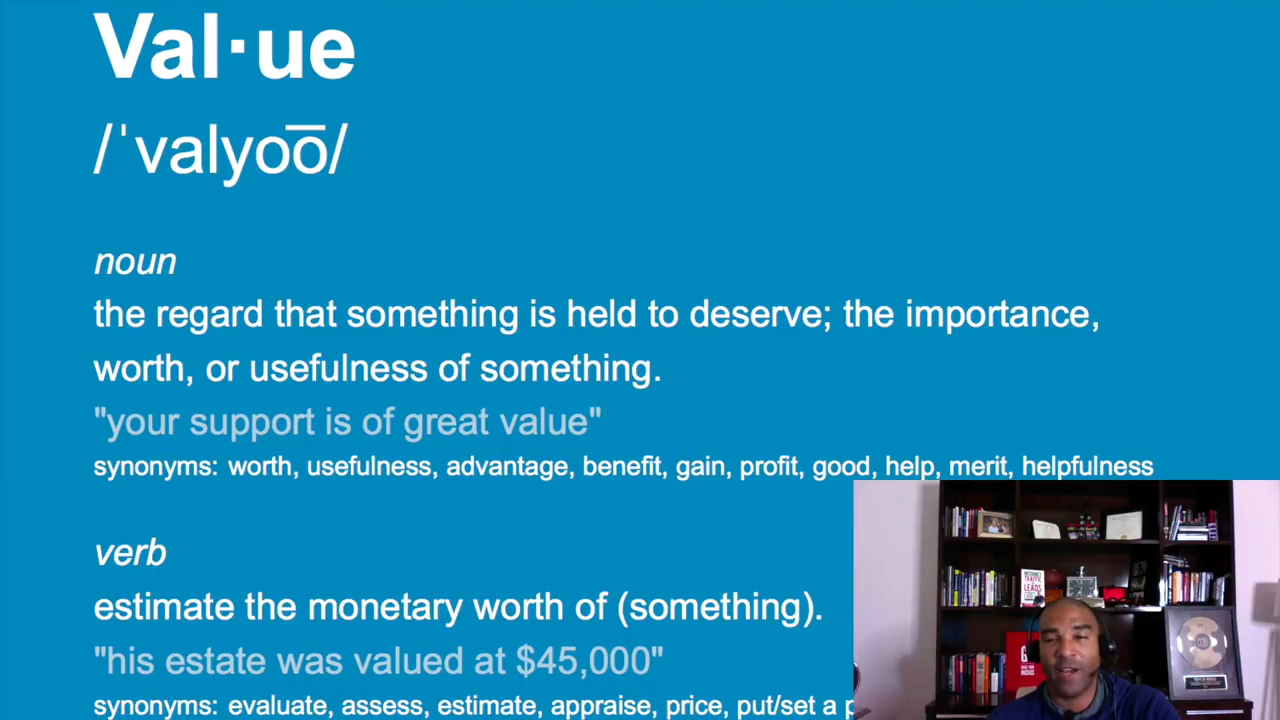 Val·ue
/ˈvalyo͞o/
noun
the regard that something is held to deserve; the importance,
worth, or usefulness of something.
"your support is of great value"
synonyms: worth, usefulness, advantage, benefit, gain, profit, good, help, merit, helpfulness
verb
estimate the monetary worth of (something).
"his estate was valued at $45,000"
synonyms: evaluate, assess, estimate, appraise, price, put/set a p
INTERNET
TRAFFIC
& LEADS